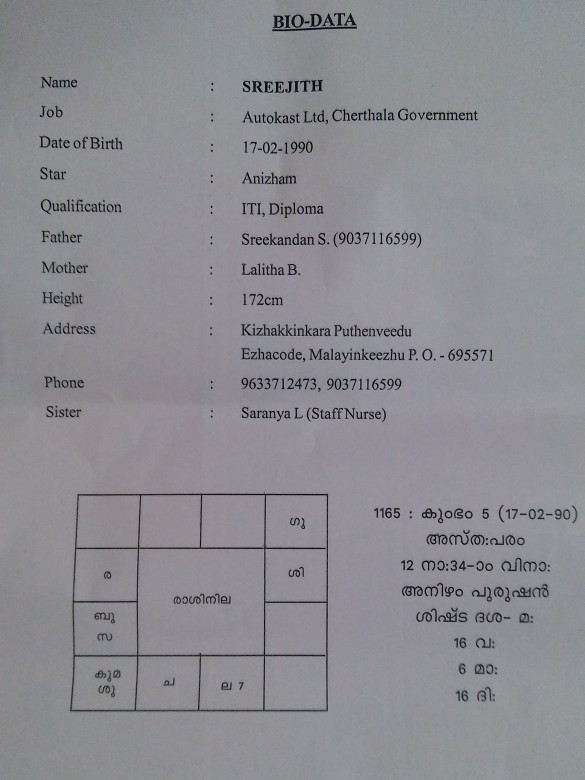 BIO-DATA
Name : SREEJITH
Job : Autokast Ltd, Cherthala Government
Date of Birth : 17-02-1990
Star : Anizham
Qualification : ITI, Diploma
Father : Sreekandan S. (9037116599)
Mother : Lalitha B.
Height : 172cm
Address : Kizhakkinkara Puthenveedu
Ezhacode, Malayinkeezhu P. O. - 695571
Phone : 9633712473, 9037116599
Sister : Saranya L (Staff Nurse)
ഗു
ര
രാശിനില
ശി
ബു
സ
കുമ
ശു
ച
ല 7
1165 : കുംഭം 5 (17-02-90)
അസ്ത:പരം
12 നാ:34-ാം വിനാ:
അനിഴം പുരുഷൻ
ശിഷ്ട ദശ- മ:
16 വ:
6 മാ:
16 ദി: